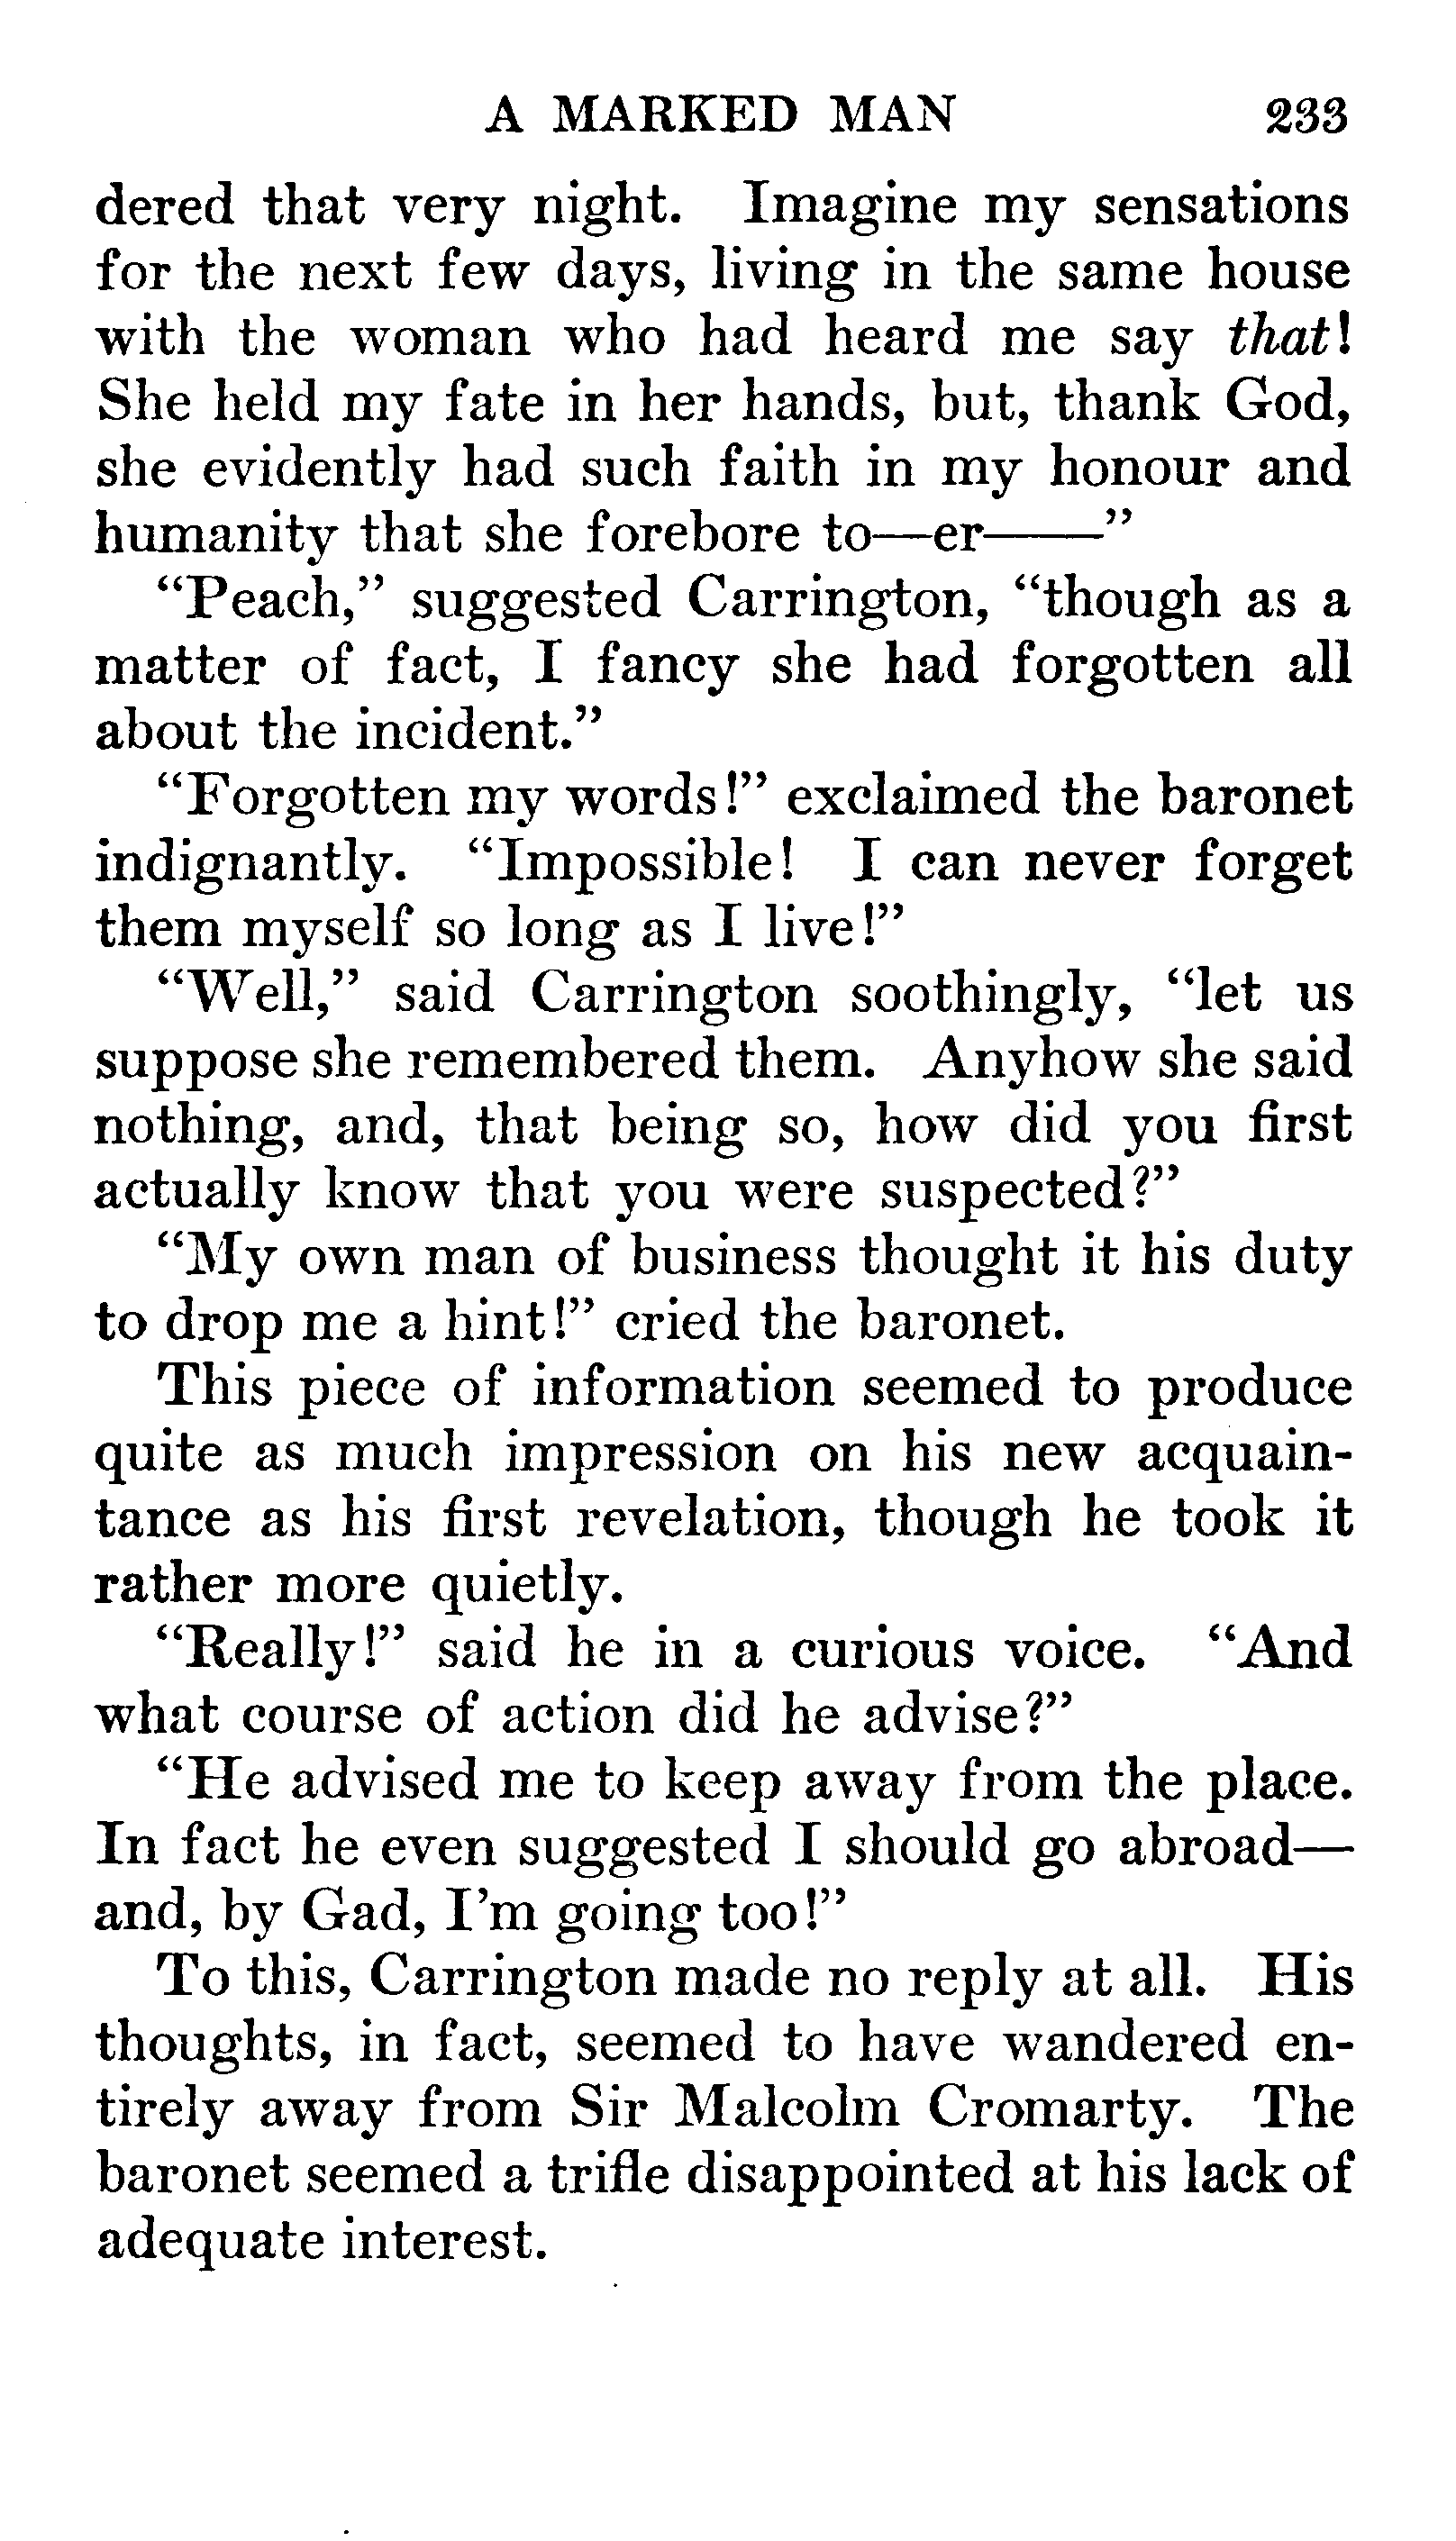 A MARKED MAN 233
dered that very night. Imagine my sensations
for the next few days, living in the same house
with the woman who had heard me say that!
She held my fate in her hands, but, thank God,
she evidently had such faith in my honour and
humanity that she forebore to—er——”
“Peach,” suggested Carrington, “though as a
matter of fact, I fancy she had forgotten all
about the incident.”
“Forgotten my words!” exclaimed the baronet
indignantly. “Impossible! I can never forget
them myself so long as I live!”
“Well,” said Carrington soothingly, “let us
suppose she remembered them. Anyhow she said
nothing, and, that being so, how did you first
actually know that you were suspected?”
“My own man of business thought it his duty
to drop me a hint!” cried the baronet.
This piece of information seemed to produce
quite as much impression on his new acquain-
tance as his first revelation, though he took it
rather more quietly.
“Really!” said he in a curious voice. “And
what course of action did he advise?”
“He advised me to keep away from the place.
In fact he even suggested I should go abroad—
and, by Gad, I’m going too!”
To this, Carrington made no reply at all. His
thoughts, in fact, seemed to have wandered en-
tirely away from Sir Malcolm Cromarty. The
baronet seemed a trifle disappointed at his lack of
adequate interest.